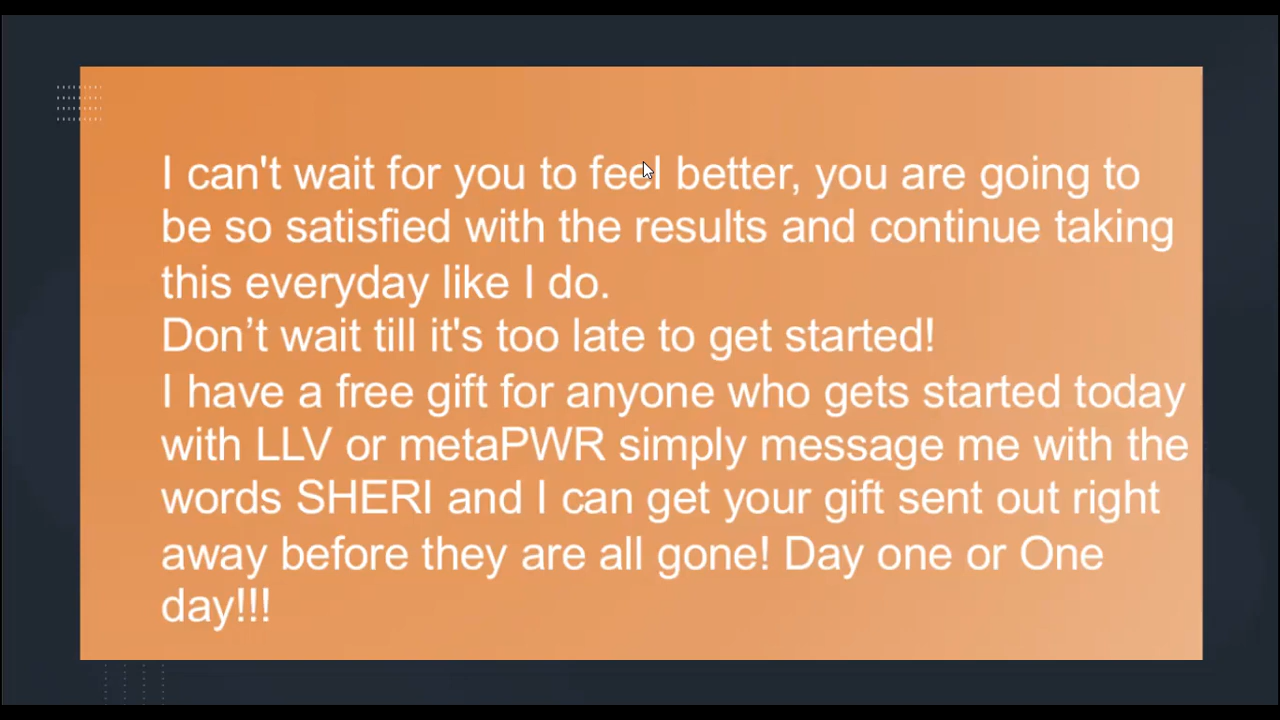 I can't wait for you to feel better, you are going to
be so satisfied with the results and continue taking
this everyday like I do.
Don’t wait till it's too late to get started!
I have a free gift for anyone who gets started today
with LLV or metaPWR simply message me with the
words SHERI and I can get your gift sent out right
away before they are all gone! Day one or One
day!!!